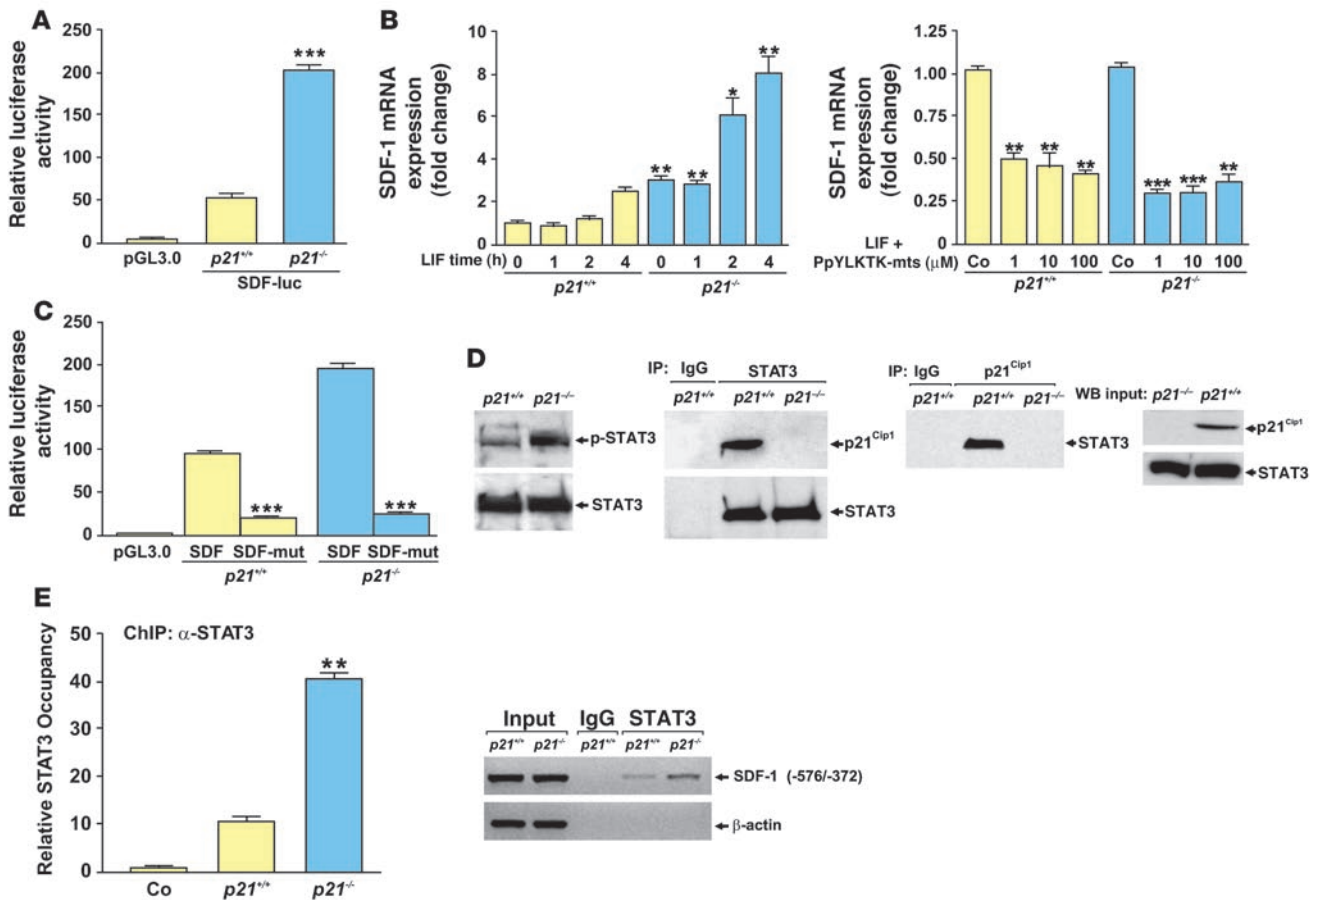 A
Relative luciferase
activity
250
200
150
100
50
0
***
pGL3.0 p21+/+ p21-/-
SDF-luc
B
SDF-1 mRNA
expression
(fold change)
10
8
6
4
2
0
** ** * **
LIF time (h) 0 1 2 4 0 1 2 4
p21+/+ p21-/-
SDF-1 mRNA
expression
(fold change)
1.25
1.00
0.75
0.50
0.25
0
** ** ** *** *** **
LIF +
PpYLKTK-mts (μM) Co 1 10 100 Co 1 10 100
p21+/+ p21-/-
C
Relative luciferase
activity
250
200
150
100
50
0
*** ***
pGL3.0 SDF SDF-mut SDF SDF-mut
p21+/+ p21-/-
D
p21+/+ p21-/-
p-STAT3
STAT3
IP: IgG STAT3
p21+/+ p21+/+ p21-/-
p21Cip1
STAT3
IP: IgG p21Cip1
p21+/+ p21+/+ p21-/-
STAT3
WB input: p21-/- p21+/+
p21Cip1
STAT3
E
ChIP: α-STAT3
Relative STAT3 Occupancy
50
40
30
20
10
0
**
Co p21+/+ p21-/-
Input IgG STAT3
p21+/+ p21-/- p21+/+ p21+/+ p21-/-
SDF-1 (-576/-372)
β-actin